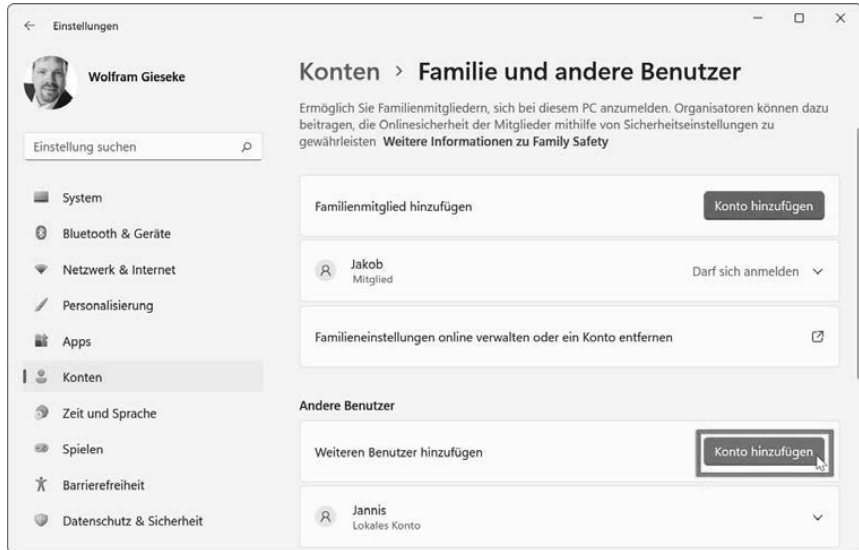 Einstellungen
Wolfram Gieseke
Einstellung suchen
System
Bluetooth & Geräte
Netzwerk & Internet
Personalisierung
Apps
Konten
Zeit und Sprache
Spielen
Barrierefreiheit
Datenschutz & Sicherheit
Konten > Familie und andere Benutzer
Ermöglich Sie Familienmitgliedern, sich bei diesem PC anzumelden. Organisatoren können dazu
beitragen, die Onlinesicherheit der Mitglieder mithilfe von Sicherheitseinstellungen zu
gewährleisten Weitere Informationen zu Family Safety
Familienmitglied hinzufügen
Konto hinzufügen
Jakob
Mitglied
Darf sich anmelden
Familieneinstellungen online verwalten oder ein Konto entfernen
Andere Benutzer
Weiteren Benutzer hinzufügen
Konto hinzufügen
Jannis
Lokales Konto